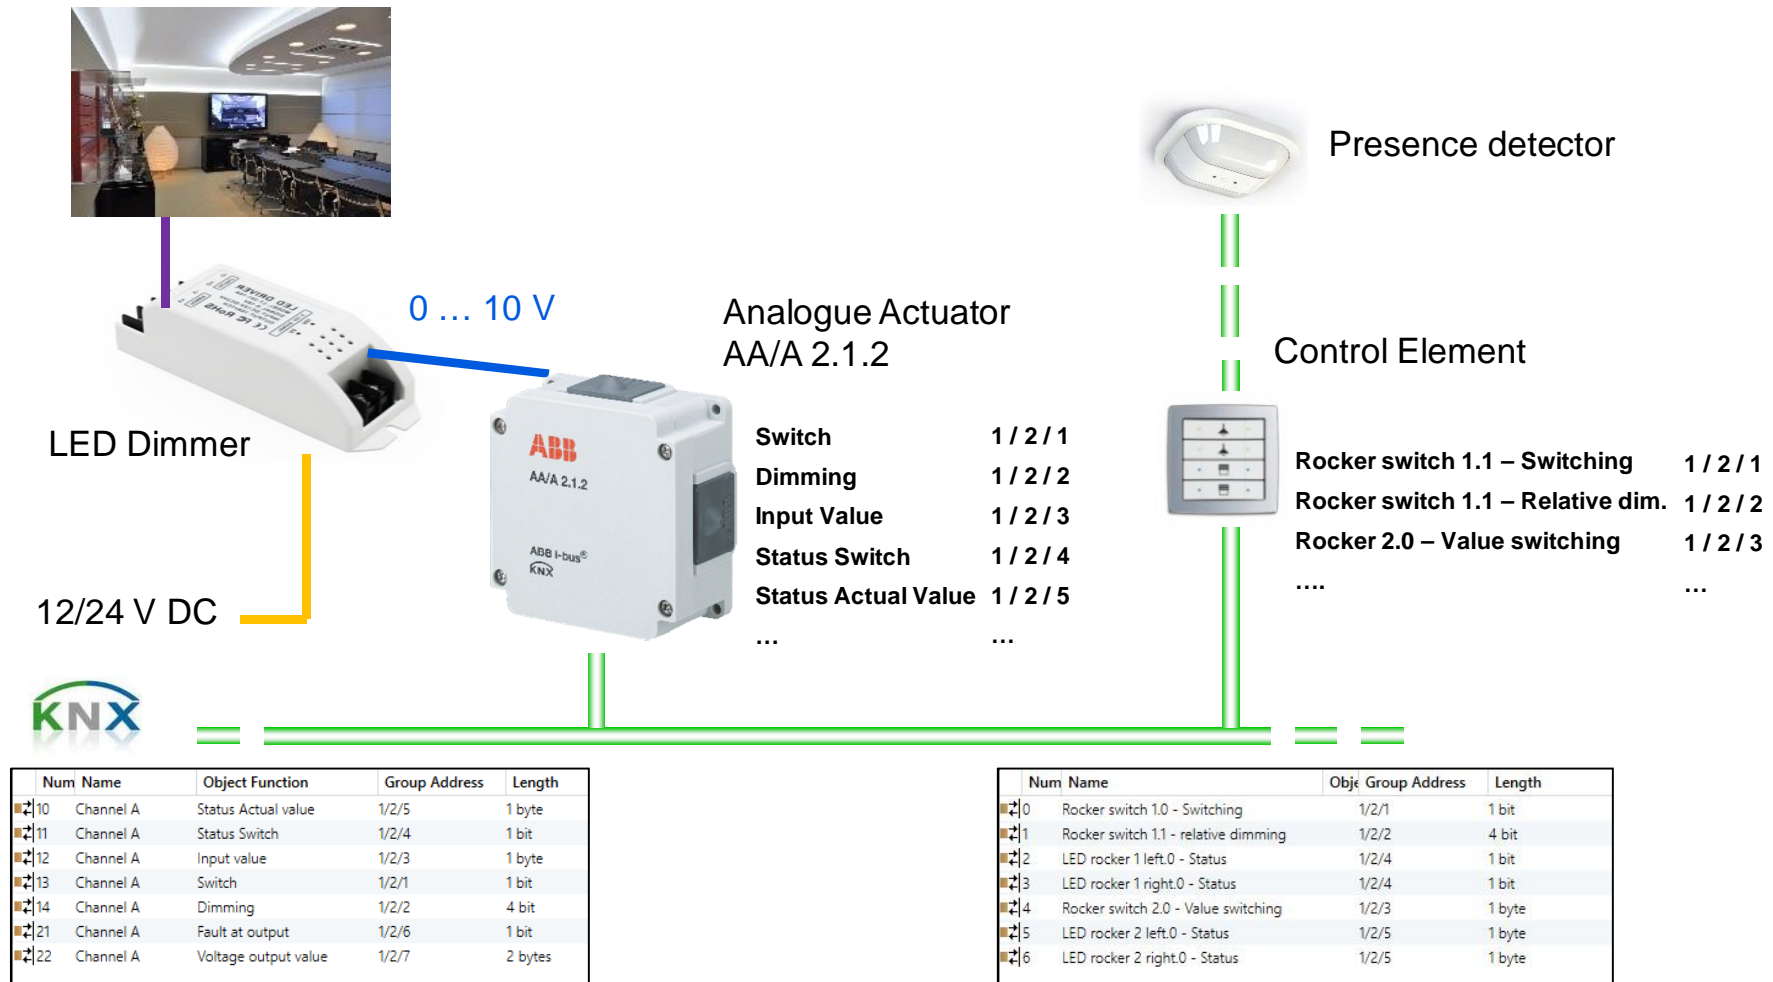 Presence detector
0 … 10 V
Analogue Actuator
AA/A 2.1.2
Control Element
LED DRIVER
LED Dimmer
ABB
AA/A 2.1.2
ABB i-bus®
KNX
Switch 1 / 2 / 1
Dimming 1 / 2 / 2
Input Value 1 / 2 / 3
Status Switch 1 / 2 / 4
Status Actual Value 1 / 2 / 5
… …
Rocker switch 1.1 – Switching 1 / 2 / 1
Rocker switch 1.1 – Relative dim. 1 / 2 / 2
Rocker 2.0 – Value switching 1 / 2 / 3
…. …
12/24 V DC
KNX
Num Name Object Function Group Address Length
10 Channel A Status Actual value 1/2/5 1 byte
11 Channel A Status Switch 1/2/4 1 bit
12 Channel A Input value 1/2/3 1 byte
13 Channel A Switch 1/2/1 1 bit
14 Channel A Dimming 1/2/2 4 bit
21 Channel A Fault at output 1/2/6 1 bit
22 Channel A Voltage output value 1/2/7 2 bytes
Num Name Obje Group Address Length
0 Rocker switch 1.0 - Switching 1/2/1 1 bit
1 Rocker switch 1.1 - relative dimming 1/2/2 4 bit
2 LED rocker 1 left.0 - Status 1/2/4 1 bit
3 LED rocker 1 right.0 - Status 1/2/4 1 bit
4 Rocker switch 2.0 - Value switching 1/2/3 1 byte
5 LED rocker 2 left.0 - Status 1/2/5 1 byte
6 LED rocker 2 right.0 - Status 1/2/5 1 byte